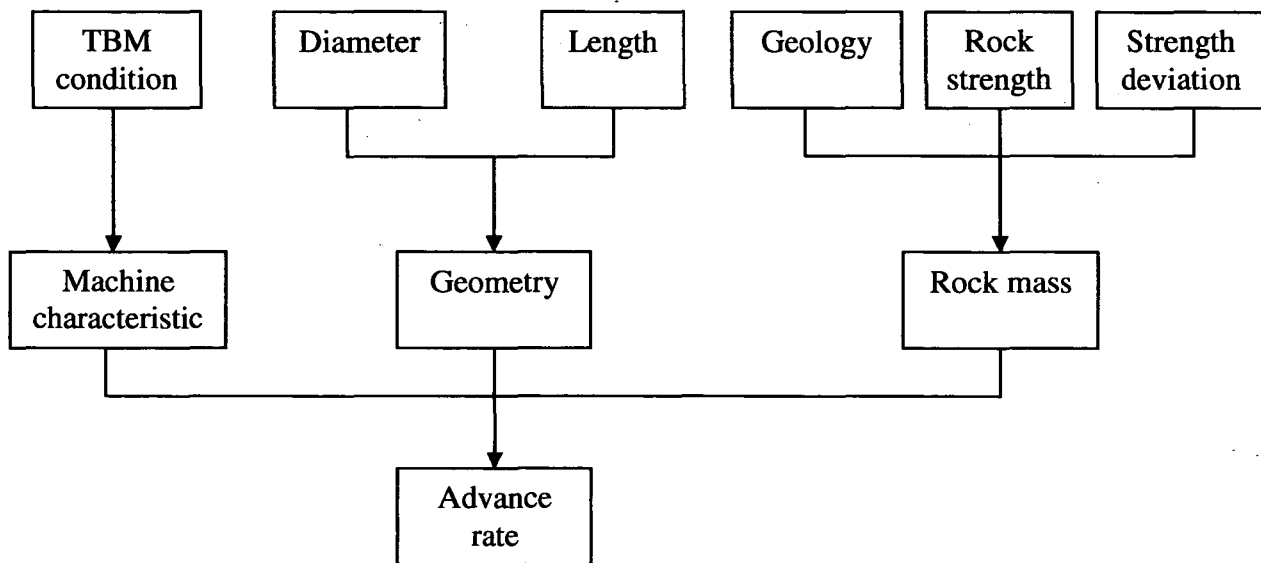 TBM
condition
Diameter
Length
Geology
Rock
strength
Strength
deviation
Machine
characteristic
Geometry
Rock mass
Advance
rate